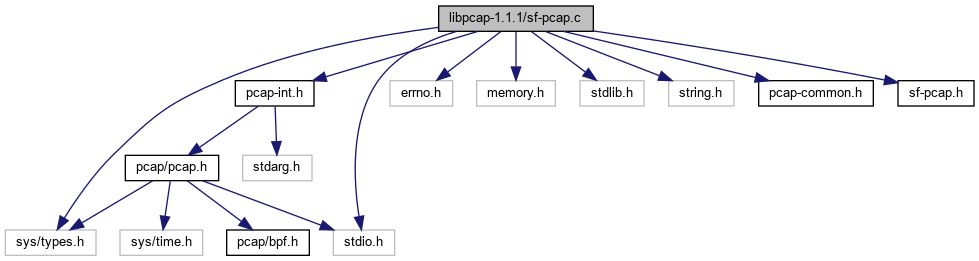 libpcap-1.1.1/sf-pcap.c
pcap-int.h
errno.h
memory.h
stdlib.h
string.h
pcap-common.h
sf-pcap.h
pcap/pcap.h
stdarg.h
sys/types.h
sys/time.h
pcap/bpf.h
stdio.h